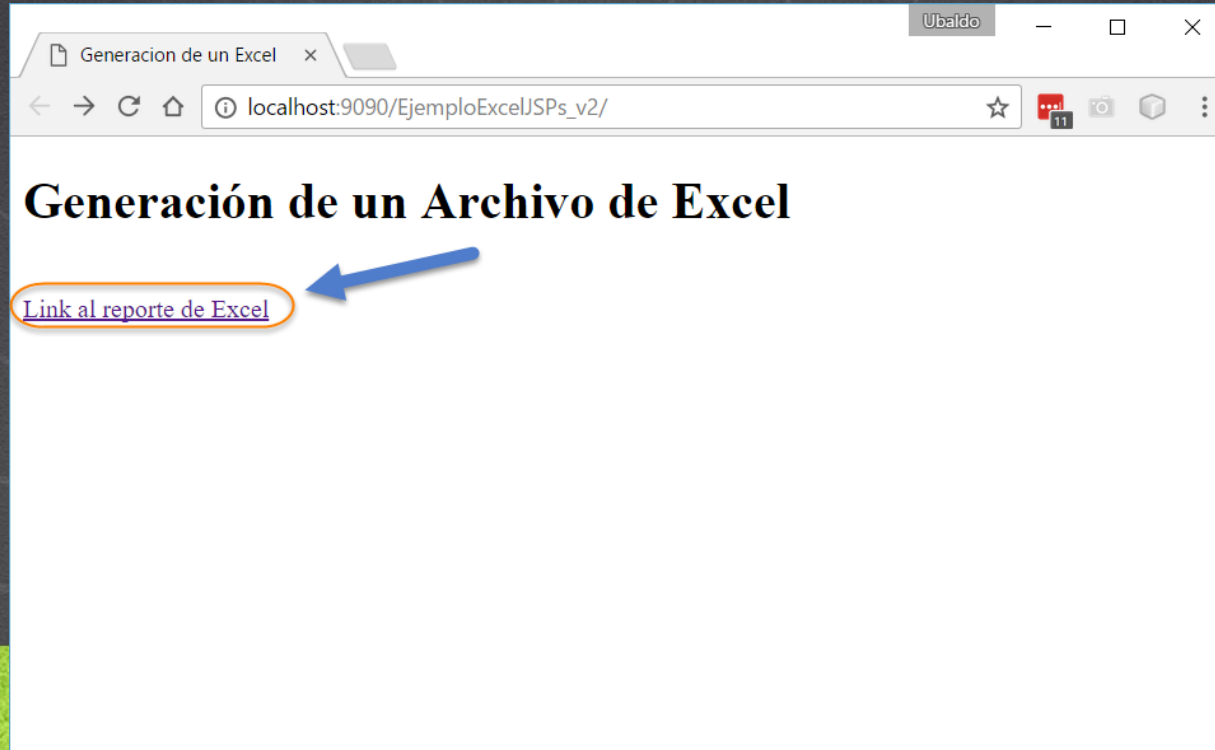 Ubaldo
Generacion de un Excel
localhost:9090/EjemploExcelJSPs_v2/
11
Generación de un Archivo de Excel
Link al reporte de Excel